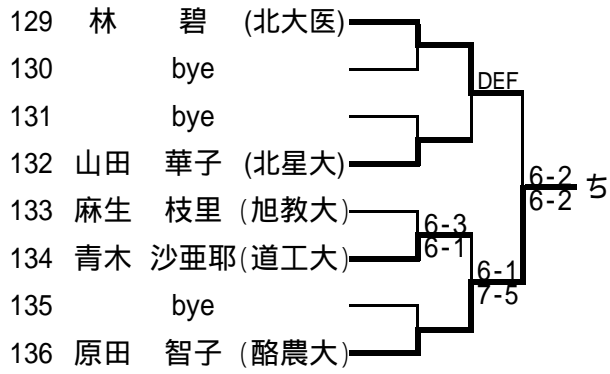 129 林 碧 (北大医)
130 bye
DEF
131 bye
132 山田 華子 (北星大)
6-2
6-2
ち
133 麻生 枝里 (旭教大)
6-3
6-1
134 青木 沙亜耶(道工大)
6-1
7-5
135 bye
136 原田 智子 (酪農大)